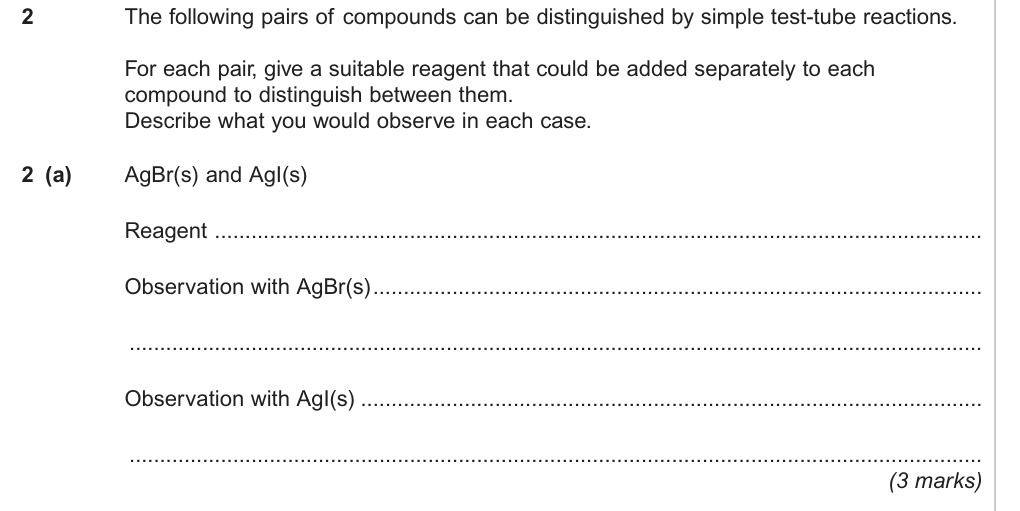 2 The following pairs of compounds can be distinguished by simple test-tube reactions.
For each pair, give a suitable reagent that could be added separately to each
compound to distinguish between them.
Describe what you would observe in each case.
2 (a) AgBr(s) and AgI(s)
Reagent ................................................................................
Observation with AgBr(s)................................................................................
................................................................................
Observation with AgI(s) ................................................................................
................................................................................
(3 marks)